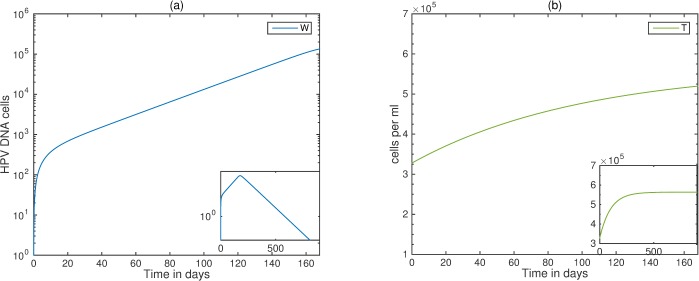 (a)
10^6
10^5
10^4
10^3
10^2
10^1
10^0
HPV DNA cells
W
10^0
0 500
0 20 40 60 80 100 120 140 160
Time in days
(b)
7 × 10^5
6
5
4
3
2
1
cells per ml
T
7 × 10^5
6
5
4
3
0 500
0 20 40 60 80 100 120 140 160
Time in days